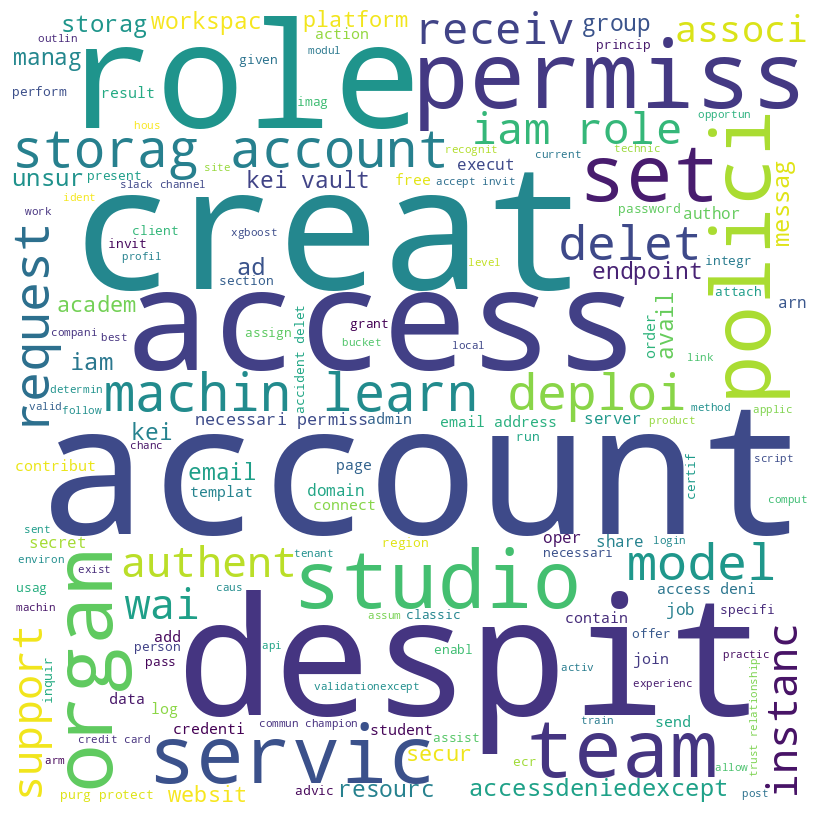 role
creat
access
account
despit
permiss
polici
organ
studio
servic
team
set
storag account
machin learn
iam role
receiv
associ
delet
deploi
model
authent
wai
instanc
support
request
storag
workspac
platform
group
manag
action
outlin
given
modul
princip
perform
result
imag
hous
opportun
technic
recognit
current
site
unsur
present
slack channel
kei vault
free
accept invit
execut
password
author
messag
ident
work
client
xgboost
invit
profil
ad
section
level
endpoint
integr
attach
arn
academ
compani
best
assign
grant
bucket
local
accident delet
order
avail
link
iam
determin
valid
follow
necessari permiss
admin
email address
server
run
method
product
applic
kei
chanc
contribut
email
templat
page
domain
connect
certif
script
comput
sent
secret
environ
exist
usag
machin
tenant
caus
region
oper
necessari
share
login
access deni
job
specifi
assum
classic
contain
add
person
pass
api
enabl
offer
join
practic
inquir
data
log
validationexcept
activ
experienc
trust relationship
credenti
commun champion
student
assist
train
send
credit card
arm
secur
ecr
allow
purg protect
websit
advic
resourc
accessdeniedexcept
post